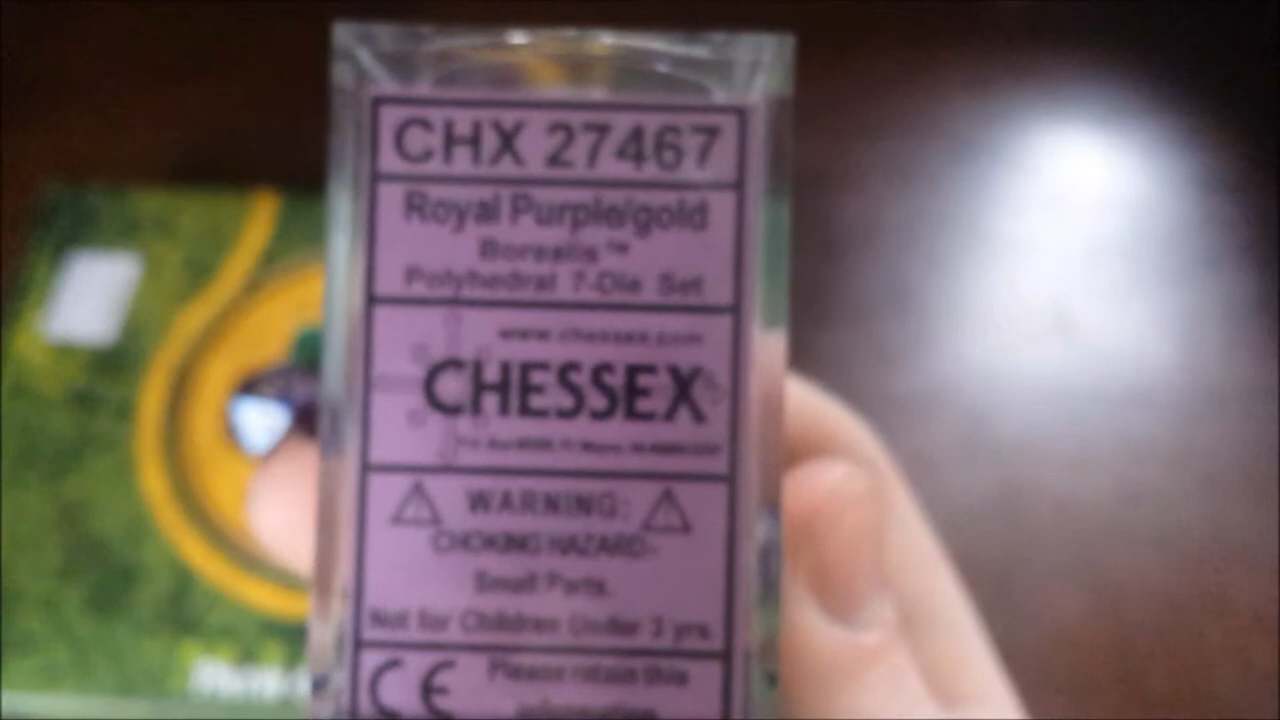 CHX 27467
Royal Purple/gold
Borealis™
Polyhedral 7-Die Set
www.chessex.com
CHESSEX
WARNING:
CHOKING HAZARD-
Small Parts.
Not for Children Under 3 yrs.
CE Please retain this
information